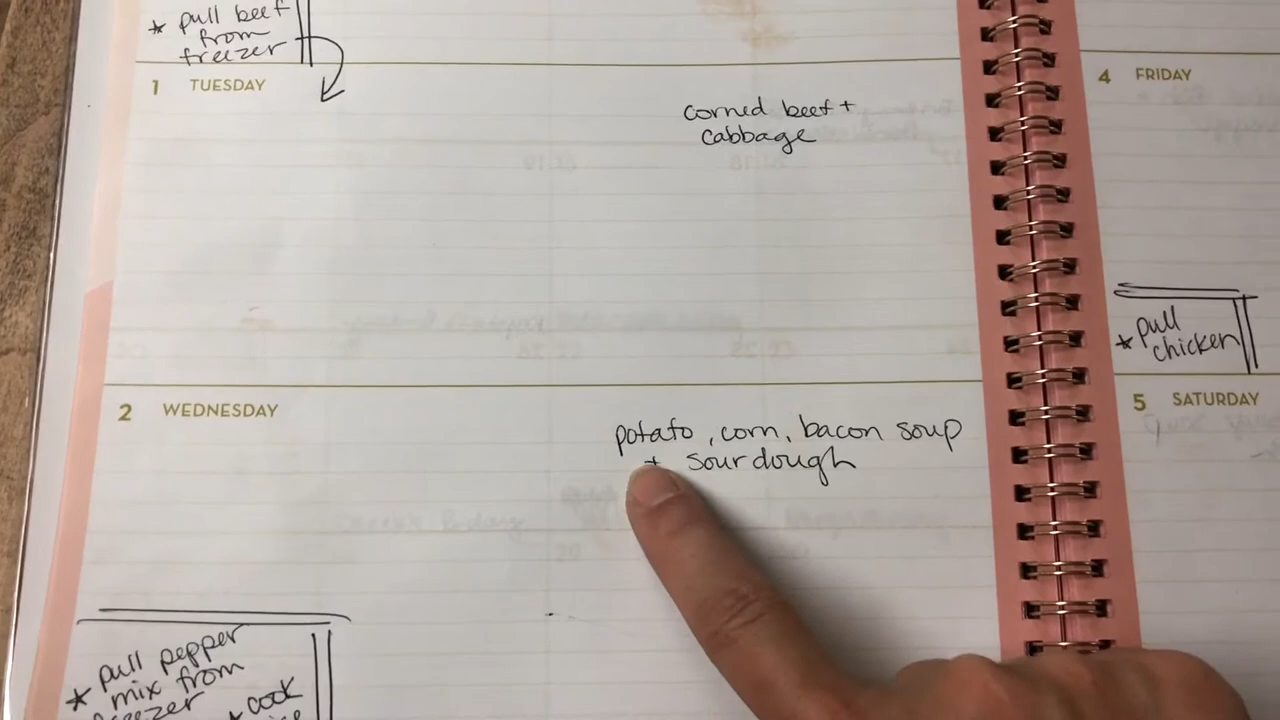 * pull beef
from
freezer
1 TUESDAY
corned beef +
cabbage
2 WEDNESDAY
potato, corn, bacon soup
+ sourdough
* pull pepper
mix from
freezer
* cook
4 FRIDAY
* pull
chicken
5 SATURDAY